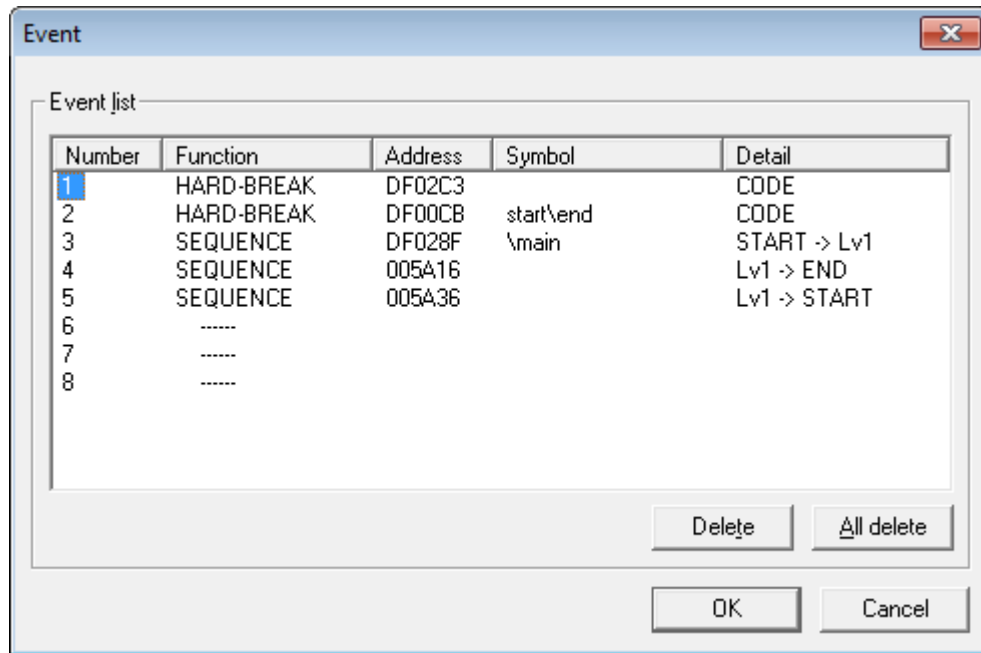 Event
Event list
Number Function Address Symbol Detail
1 HARD-BREAK DF02C3 CODE
2 HARD-BREAK DF00CB start\end CODE
3 SEQUENCE DF028F \main START -> Lv1
4 SEQUENCE 005A16 Lv1 -> END
5 SEQUENCE 005A36 Lv1 -> START
6 ------
7 ------
8 ------
Delete All delete
OK Cancel